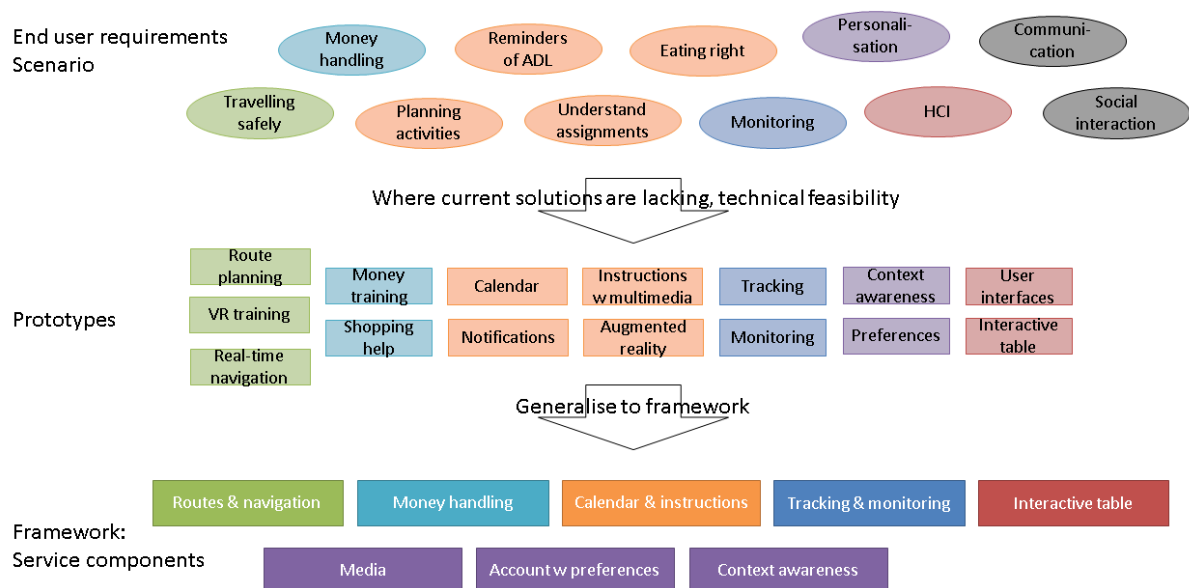 End user requirements
Scenario
Money
handling
Reminders
of ADL
Eating right
Personali-
sation
Communi-
cation
Travelling
safely
Planning
activities
Understand
assignments
Monitoring
HCI
Social
interaction
Where current solutions are lacking, technical feasibility
Prototypes
Route
planning
VR training
Real-time
navigation
Money
training
Shopping
help
Calendar
Notifications
Instructions
w multimedia
Augmented
reality
Tracking
Monitoring
Context
awareness
Preferences
User
interfaces
Interactive
table
Generalise to framework
Framework:
Service components
Routes & navigation
Money handling
Calendar & instructions
Tracking & monitoring
Interactive table
Media
Account w preferences
Context awareness